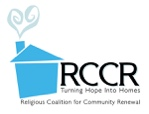 RCCR
Turning Hope Into Homes
Religious Coalition for Community Renewal